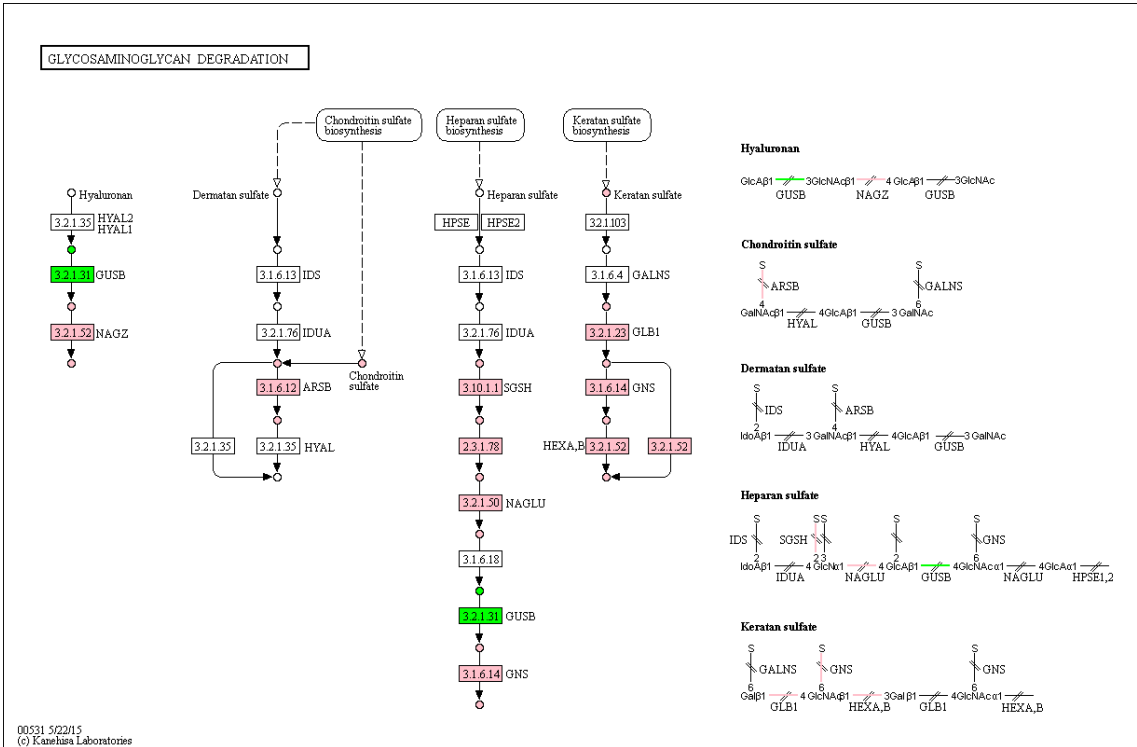 GLYCOSAMINOGLYCAN DEGRADATION
Chondroitin sulfate
biosynthesis
Heparan sulfate
biosynthesis
Keratan sulfate
biosynthesis
Hyaluronan
3.2.1.35
HYAL2
HYAL1
3.2.1.31 GUSB
3.2.1.52 NAGZ
Dermatan sulfate
3.1.6.13 IDS
3.2.1.76 IDUA
Chondroitin
sulfate
3.1.6.12 ARSB
3.2.1.35
3.2.1.35 HYAL
Heparan sulfate
HPSE HPSE2
3.1.6.13 IDS
3.2.1.76 IDUA
3.10.1.1 SGSH
2.3.1.78
3.2.1.50 NAGLU
3.1.6.18
3.2.1.31 GUSB
3.1.6.14 GNS
Keratan sulfate
3.2.1.103
3.1.6.4 GALNS
3.2.1.23 GLB1
3.1.6.14 GNS
HEXA,B 3.2.1.52 3.2.1.52
Hyaluronan
GlcAβ1 3GlcNAcβ1 4 GlcAβ1 3GlcNAc
GUSB NAGZ GUSB
Chondroitin sulfate
S S
ARSB GALNS
4 6
GalNAcβ1 4GlcAβ1 3 GalNAc
HYAL GUSB
Dermatan sulfate
S S
IDS ARSB
2 4
IdoAβ1 3 GalNAcβ1 4GlcAβ1 3 GalNAc
IDUA HYAL GUSB
Heparan sulfate
S SS S S
IDS SGSH GNS
2 23 2 6
IdoAβ1 4 GlcNα1 4 GlcAβ1 4GlcNAcα1 4GlcAα1
IDUA NAGLU GUSB NAGLU HPSE1,2
Keratan sulfate
S S S
GALNS GNS GNS
6 6 6
Galβ1 4 GlcNAcβ1 3Galβ1 4GlcNAcα1
GLB1 HEXA,B GLB1 HEXA,B
00531 5/22/15
(c) Kanehisa Laboratories